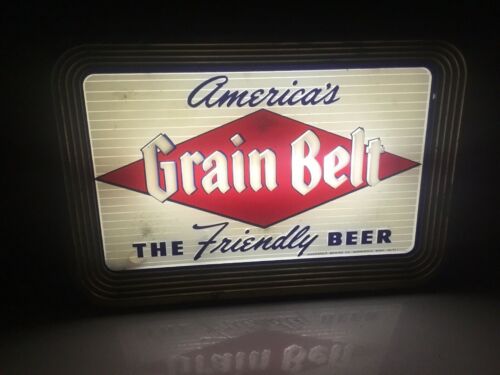 America's
Grain Belt
THE Friendly BEER